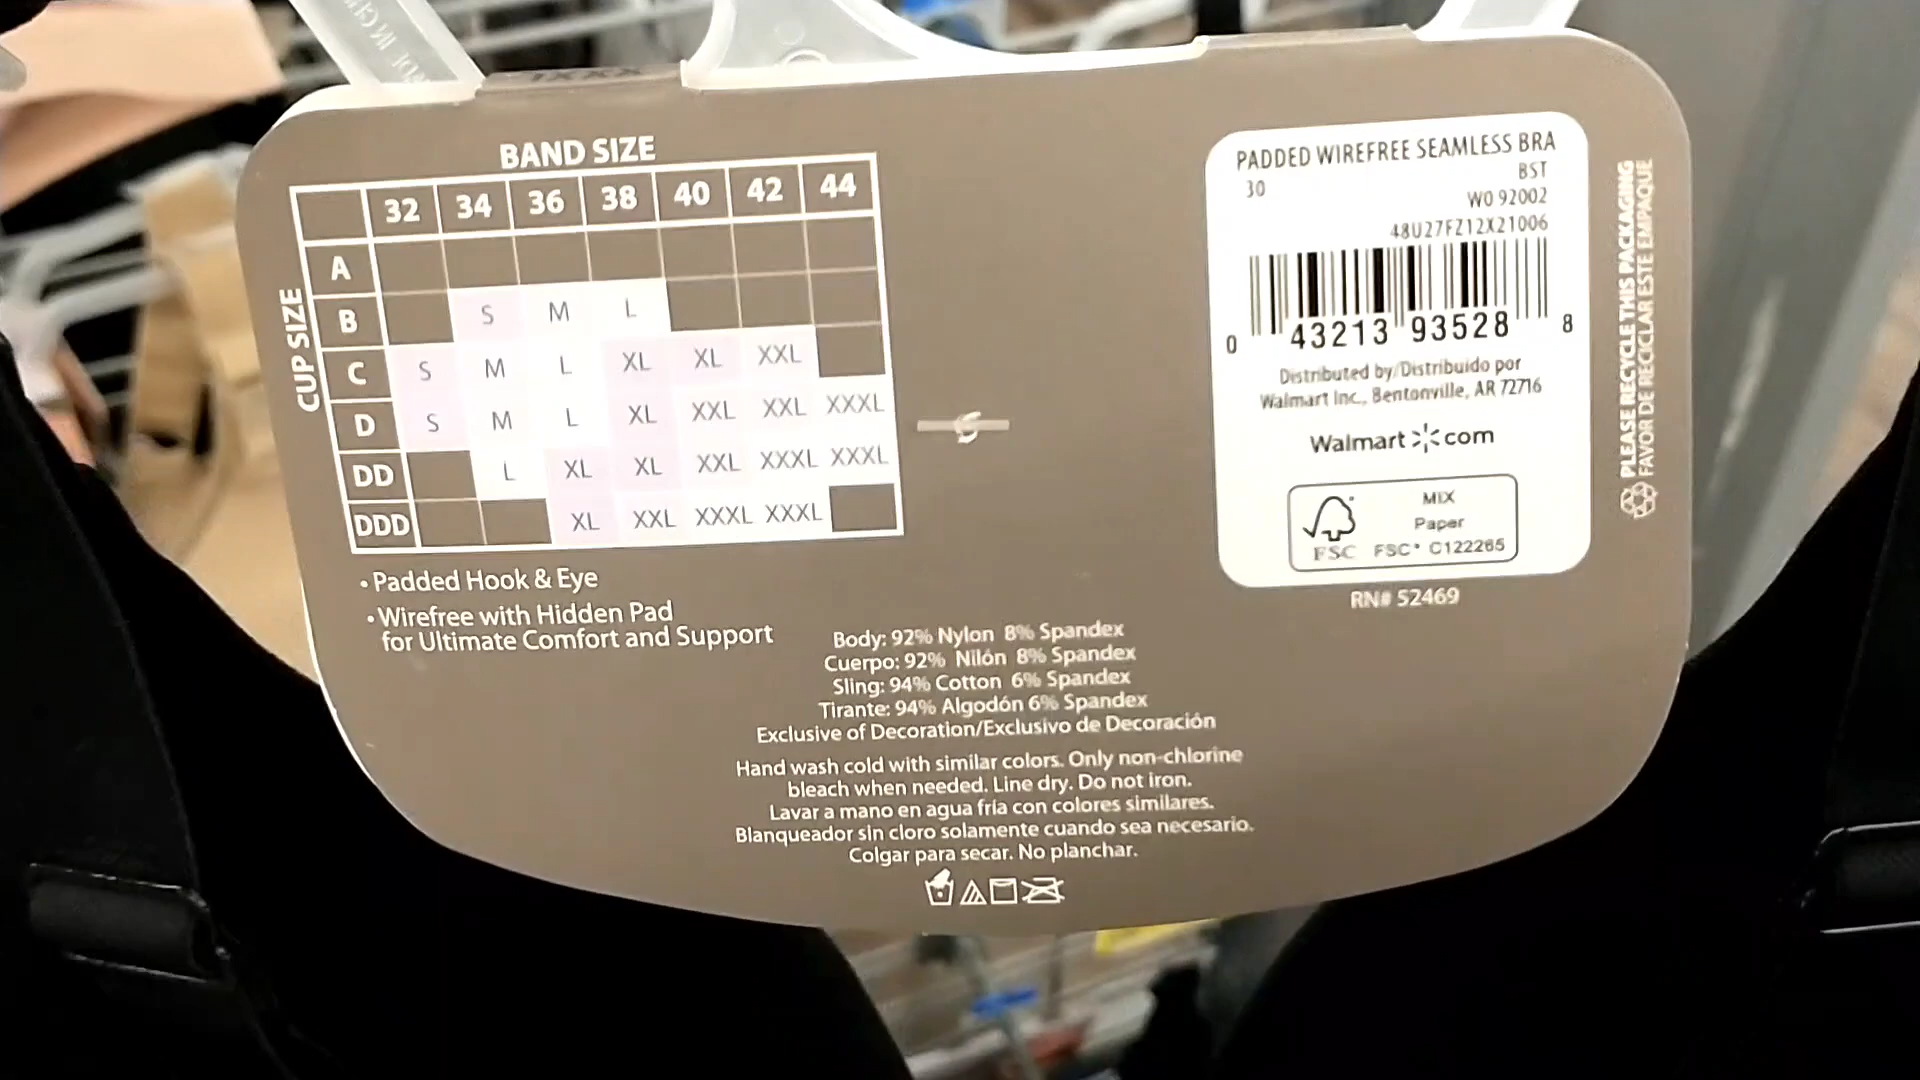 MADE IN CHI
XXXL
BAND SIZE
32 34 36 38 40 42 44
CUP SIZE
A
B S M L
C S M L XL XL XXL
D S M L XL XXL XXL XXXL
DD L XL XL XXL XXXL XXXL
DDD XL XXL XXXL XXXL
• Padded Hook & Eye
• Wirefree with Hidden Pad
for Ultimate Comfort and Support
Body: 92% Nylon 8% Spandex
Cuerpo: 92% Nilón 8% Spandex
Sling: 94% Cotton 6% Spandex
Tirante: 94% Algodón 6% Spandex
Exclusive of Decoration/Exclusivo de Decoración
Hand wash cold with similar colors. Only non-chlorine
bleach when needed. Line dry. Do not iron.
Lavar a mano en agua fría con colores similares.
Blanqueador sin cloro solamente cuando sea necesario.
Colgar para secar. No planchar.
PADDED WIREFREE SEAMLESS BRA
30 BST
W0 92002
48U27FZ12X21006
0 43213 93528 8
Distributed by/Distribuido por
Walmart Inc., Bentonville, AR 72716
Walmart com
FSC
MIX
Paper
FSC® C122265
RN# 52469
PLEASE RECYCLE THIS PACKAGING
FAVOR DE RECICLAR ESTE EMPAQUE